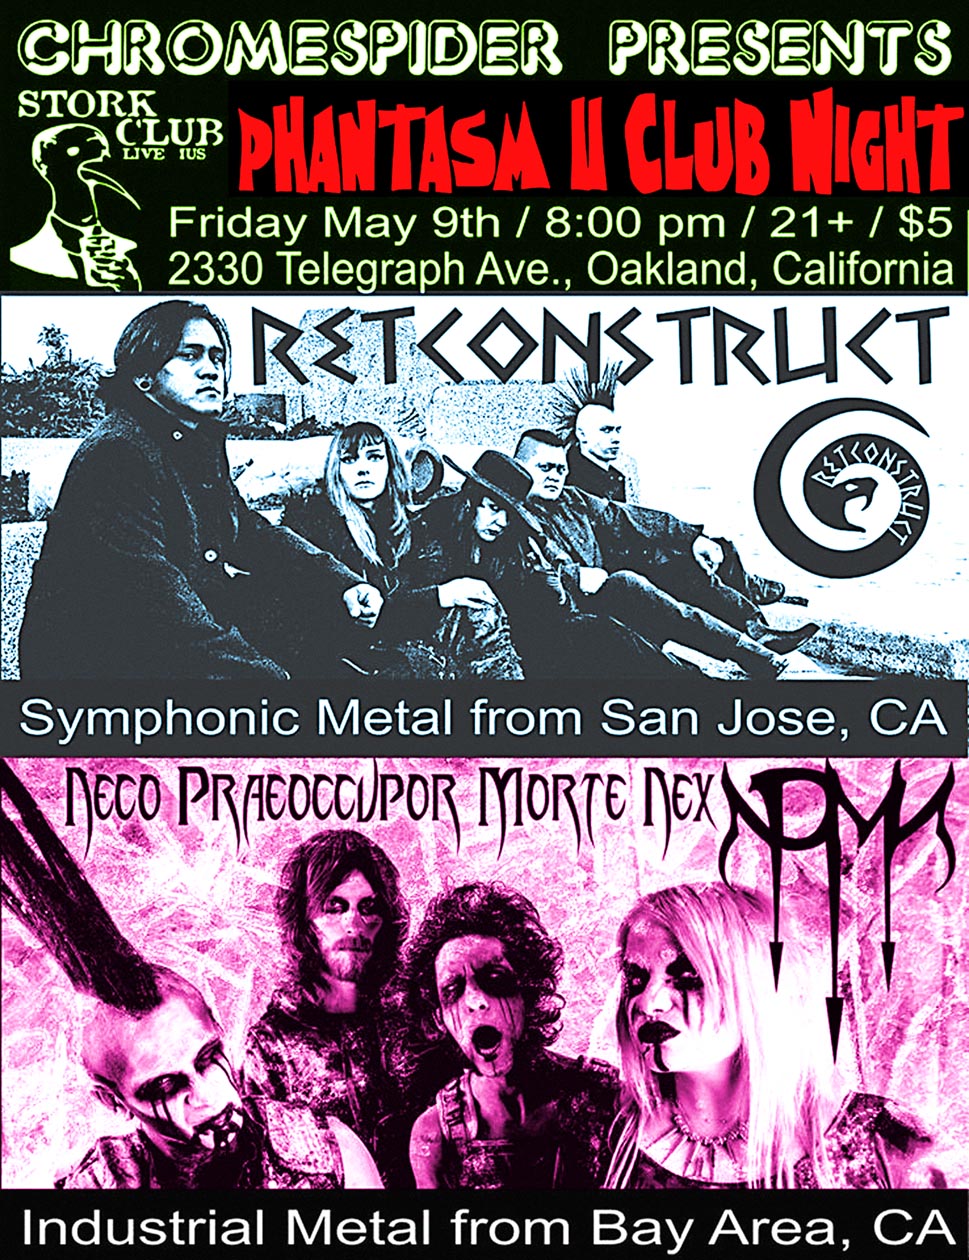 CHROMESPIDER PRESENTS
STORK
CLUB
LIVE IUS
PHANTASM II CLUB NIGHT
Friday May 9th / 8:00 pm / 21+ / $5
2330 Telegraph Ave., Oakland, California
RETCONSTRUCT
RETCONSTRUCT
Symphonic Metal from San Jose, CA
NECO PRAEOCCUPOR MORTE NEX
NPMN
Industrial Metal from Bay Area, CA